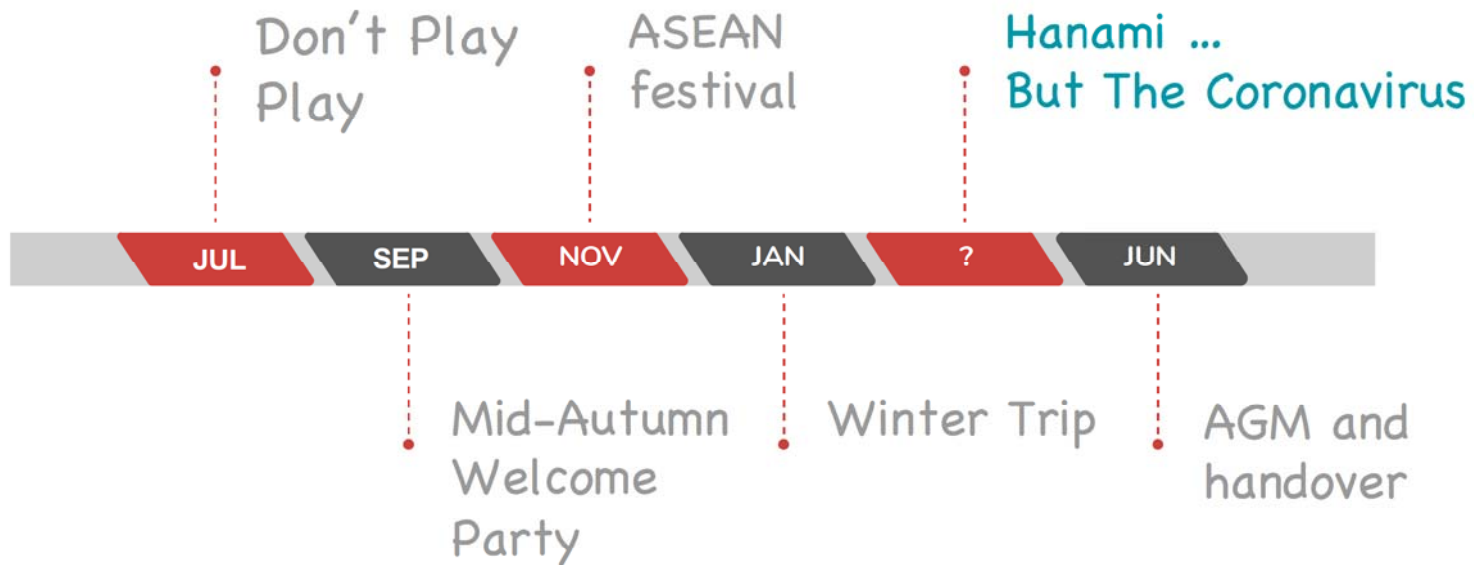 Don't Play
Play
ASEAN
festival
Hanami ...
But The Coronavirus
JUL
SEP
NOV
JAN
?
JUN
Mid-Autumn
Welcome
Party
Winter Trip
AGM and
handover